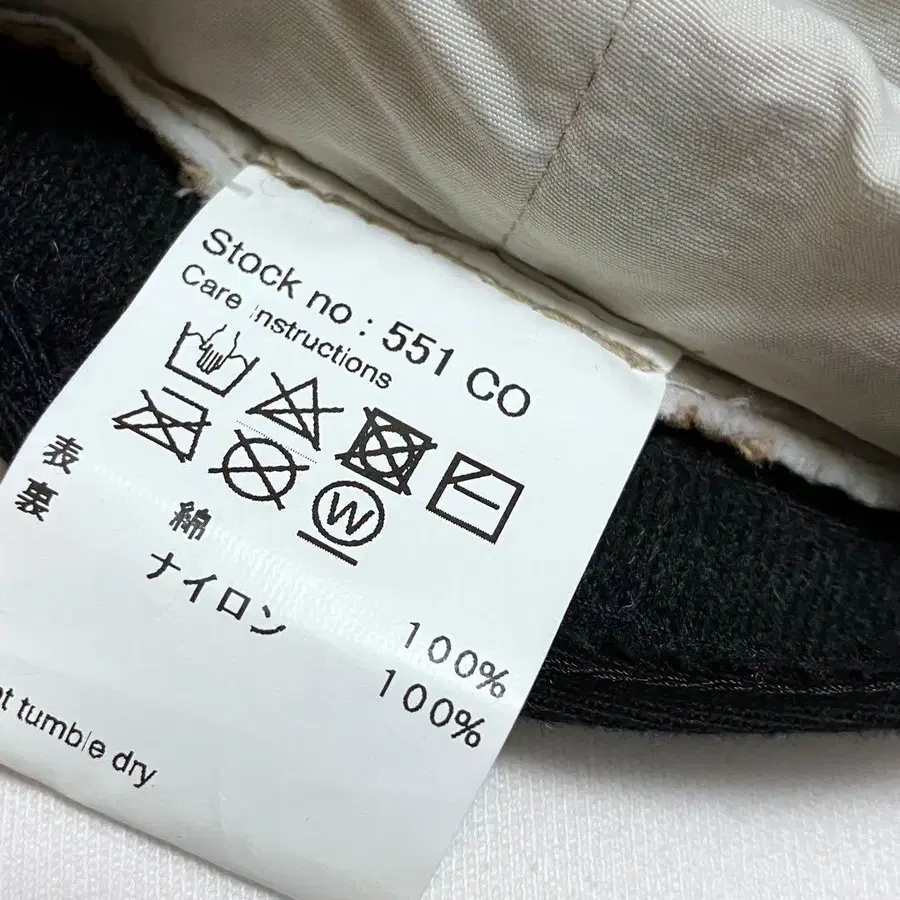 Stock no : 551 CO
Care Instructions
W
表 綿 100%
裏 ナイロン 100%
tumble dry